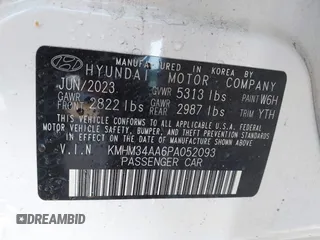 MANUFACTURED IN KOREA BY
HYUNDAI MOTOR COMPANY
JUN/2023 GVWR 5313 lbs PAINT W6H
GAWR FRONT 2822 lbs GAWR REAR 2987 lbs TRIM YTH
THIS VEHICLE CONFORMS TO ALL APPLICABLE U.S. FEDERAL MOTOR VEHICLE
SAFETY, BUMPER, AND THEFT PREVENTION STANDARDS IN EFFECT ON
THE DATE OF MANUFACTURE SHOWN ABOVE.
V.I.N KMHM34AA6PA052093
PASSENGER CAR
© DRIVEBIDRIGHT